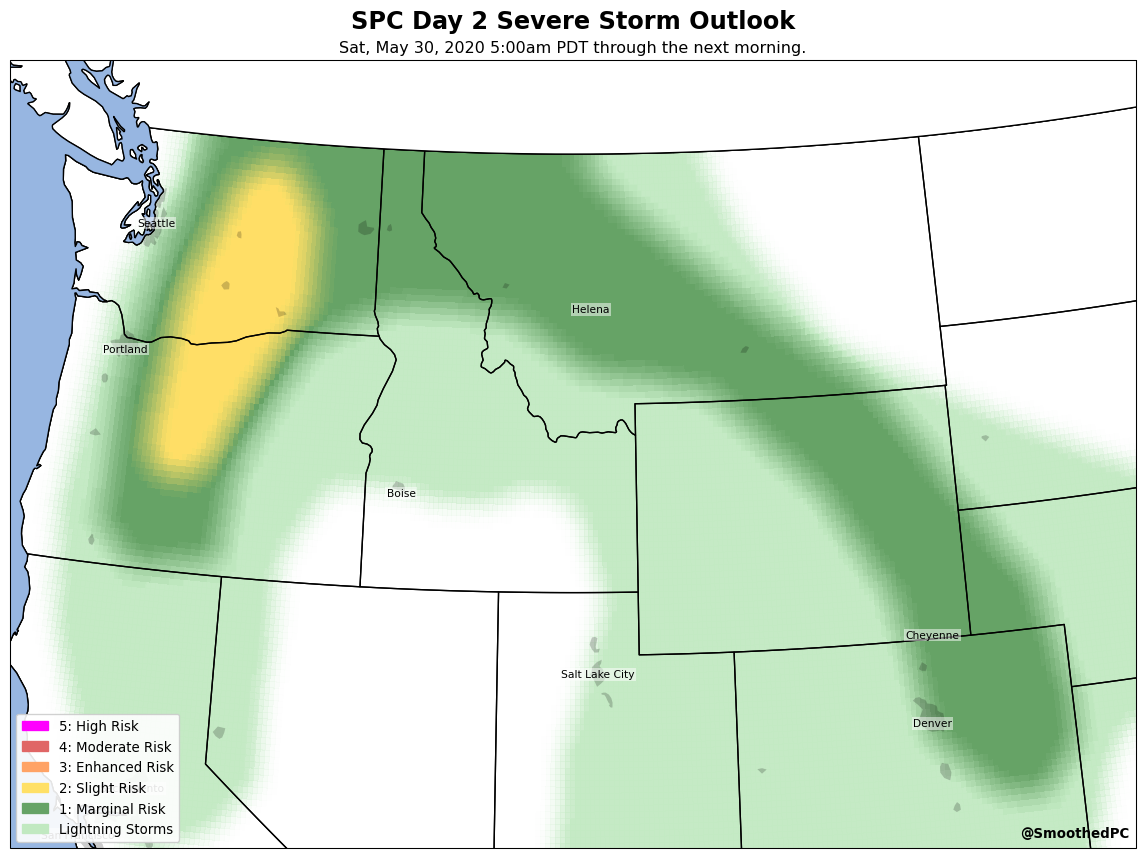 SPC Day 2 Severe Storm Outlook
Sat, May 30, 2020 5:00am PDT through the next morning.
Seattle
Helena
Portland
Boise
Cheyenne
Salt Lake City
Denver
5: High Risk
4: Moderate Risk
3: Enhanced Risk
2: Slight Risk
1: Marginal Risk
Lightning Storms
@SmoothedPC